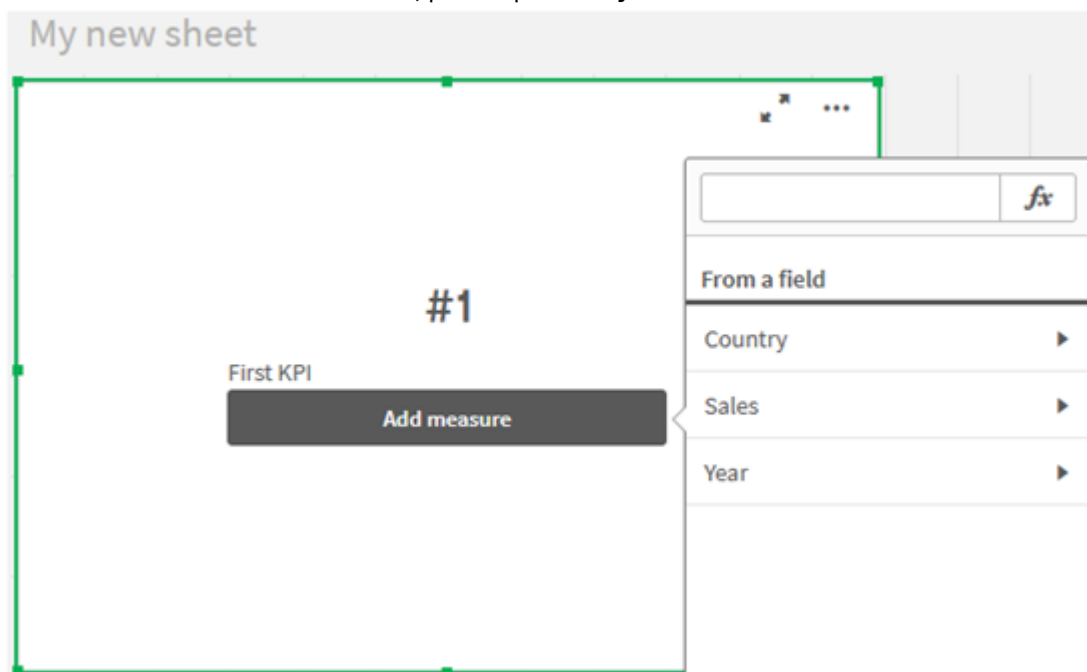 My new sheet
#1
First KPI
Add measure
fx
From a field
Country
Sales
Year